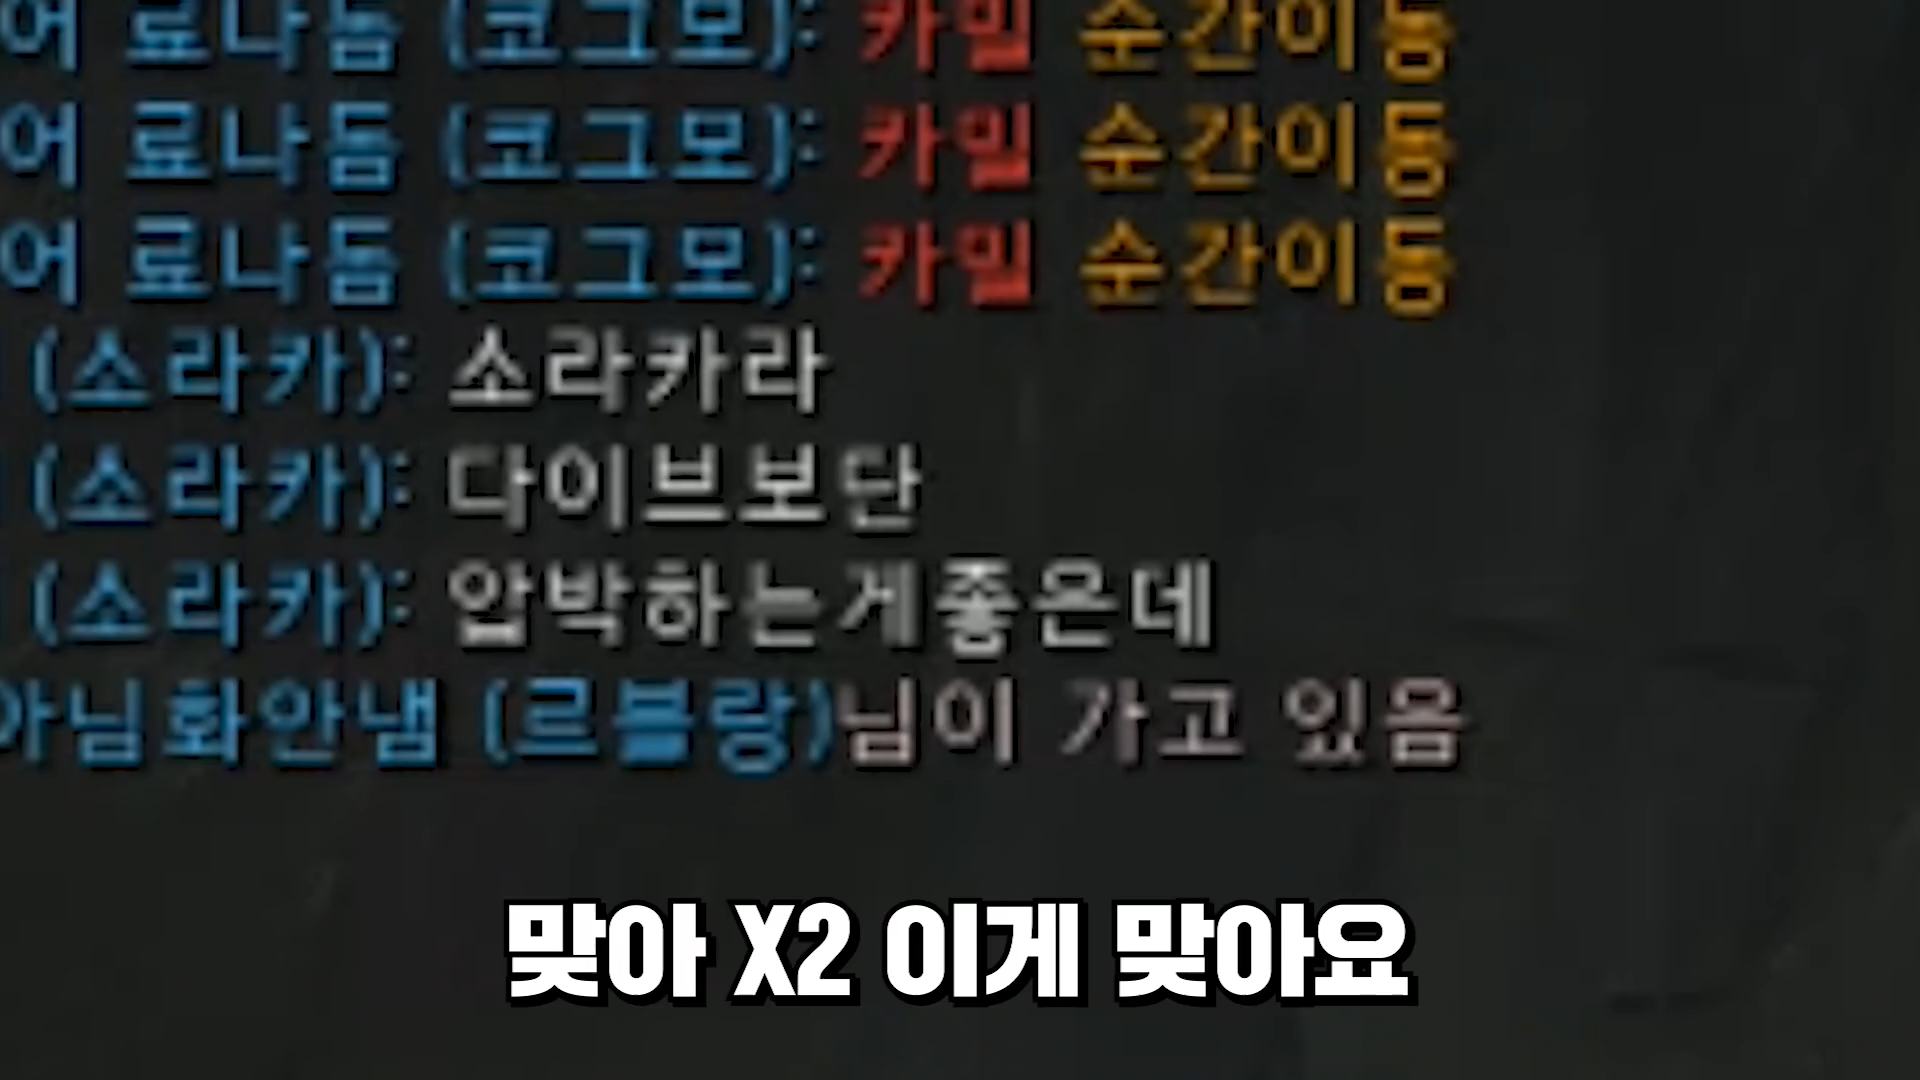 어 료나듬 (코그모): 카밀 순간이동
어 료나듬 (코그모): 카밀 순간이동
어 료나듬 (코그모): 카밀 순간이동
(소라카): 소라카라
(소라카): 다이브보단
(소라카): 압박하는게좋은데
아님화안냄 (르블랑)님이 가고 있음
맞아 X2 이게 맞아요